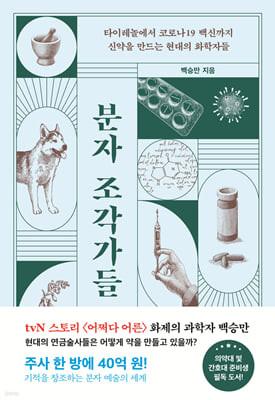 타이레놀에서 코로나19 백신까지
신약을 만드는 현대의 화학자들
백승만 지음
분자 조각가들
tvN 스토리 〈어쩌다 어른〉 화제의 과학자 백승만
현대의 연금술사들은 어떻게 약을 만들고 있을까?
주사 한 방에 40억 원!
기적을 창조하는 분자 예술의 세계
의약대 및
간호대 준비생
필독 도서!